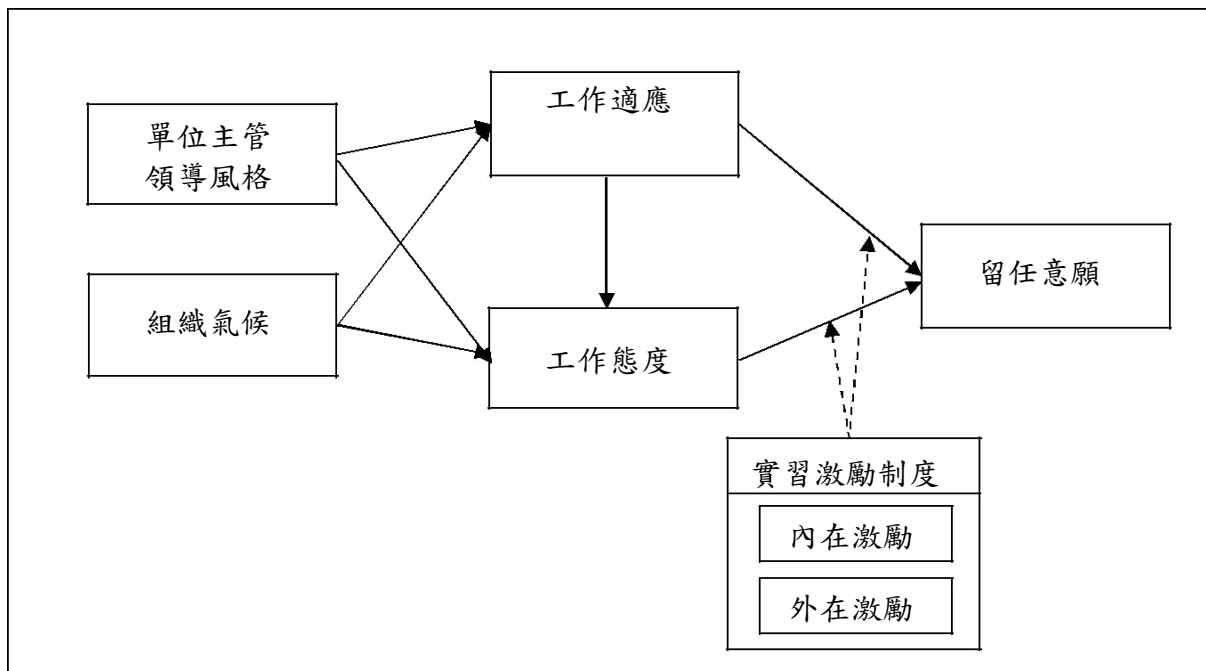 單位主管
領導風格
組織氣候
工作適應
工作態度
留任意願
實習激勵制度
內在激勵
外在激勵